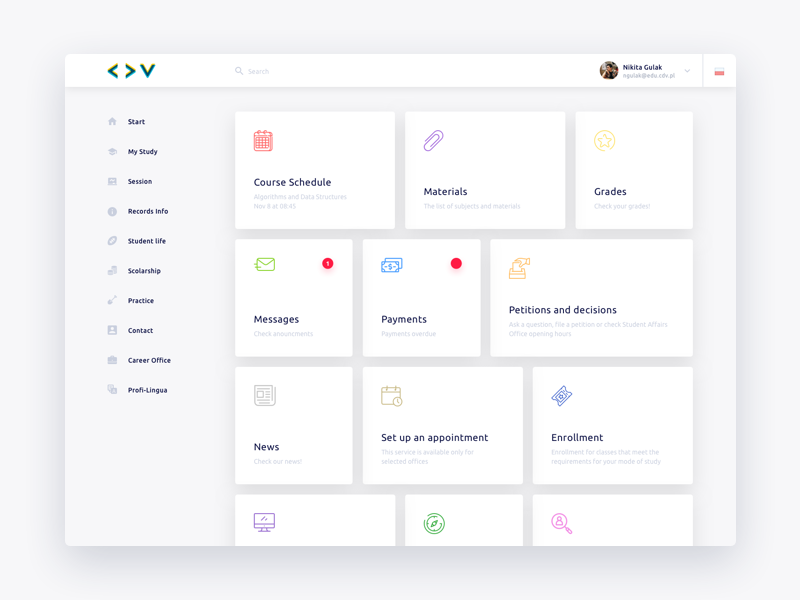 Search
Nikita Gulak
ngulak@edu.cdv.pl
Start
My Study
Session
Records Info
Student life
Scolarship
Practice
Contact
Career Office
Profi-Lingua
Course Schedule
Algorithms and Data Structures
Nov 8 at 08:45
Materials
The list of subjects and materials
Grades
Check your grades!
1
Messages
Check anouncments
Payments
Payments overdue
Petitions and decisions
Ask a question, file a petition or check Student Affairs
Office opening hours
News
Check our news!
Set up an appointment
This service is available only for
selected offices
Enrollment
Enrollment for classes that meet the
requirements for your mode of study